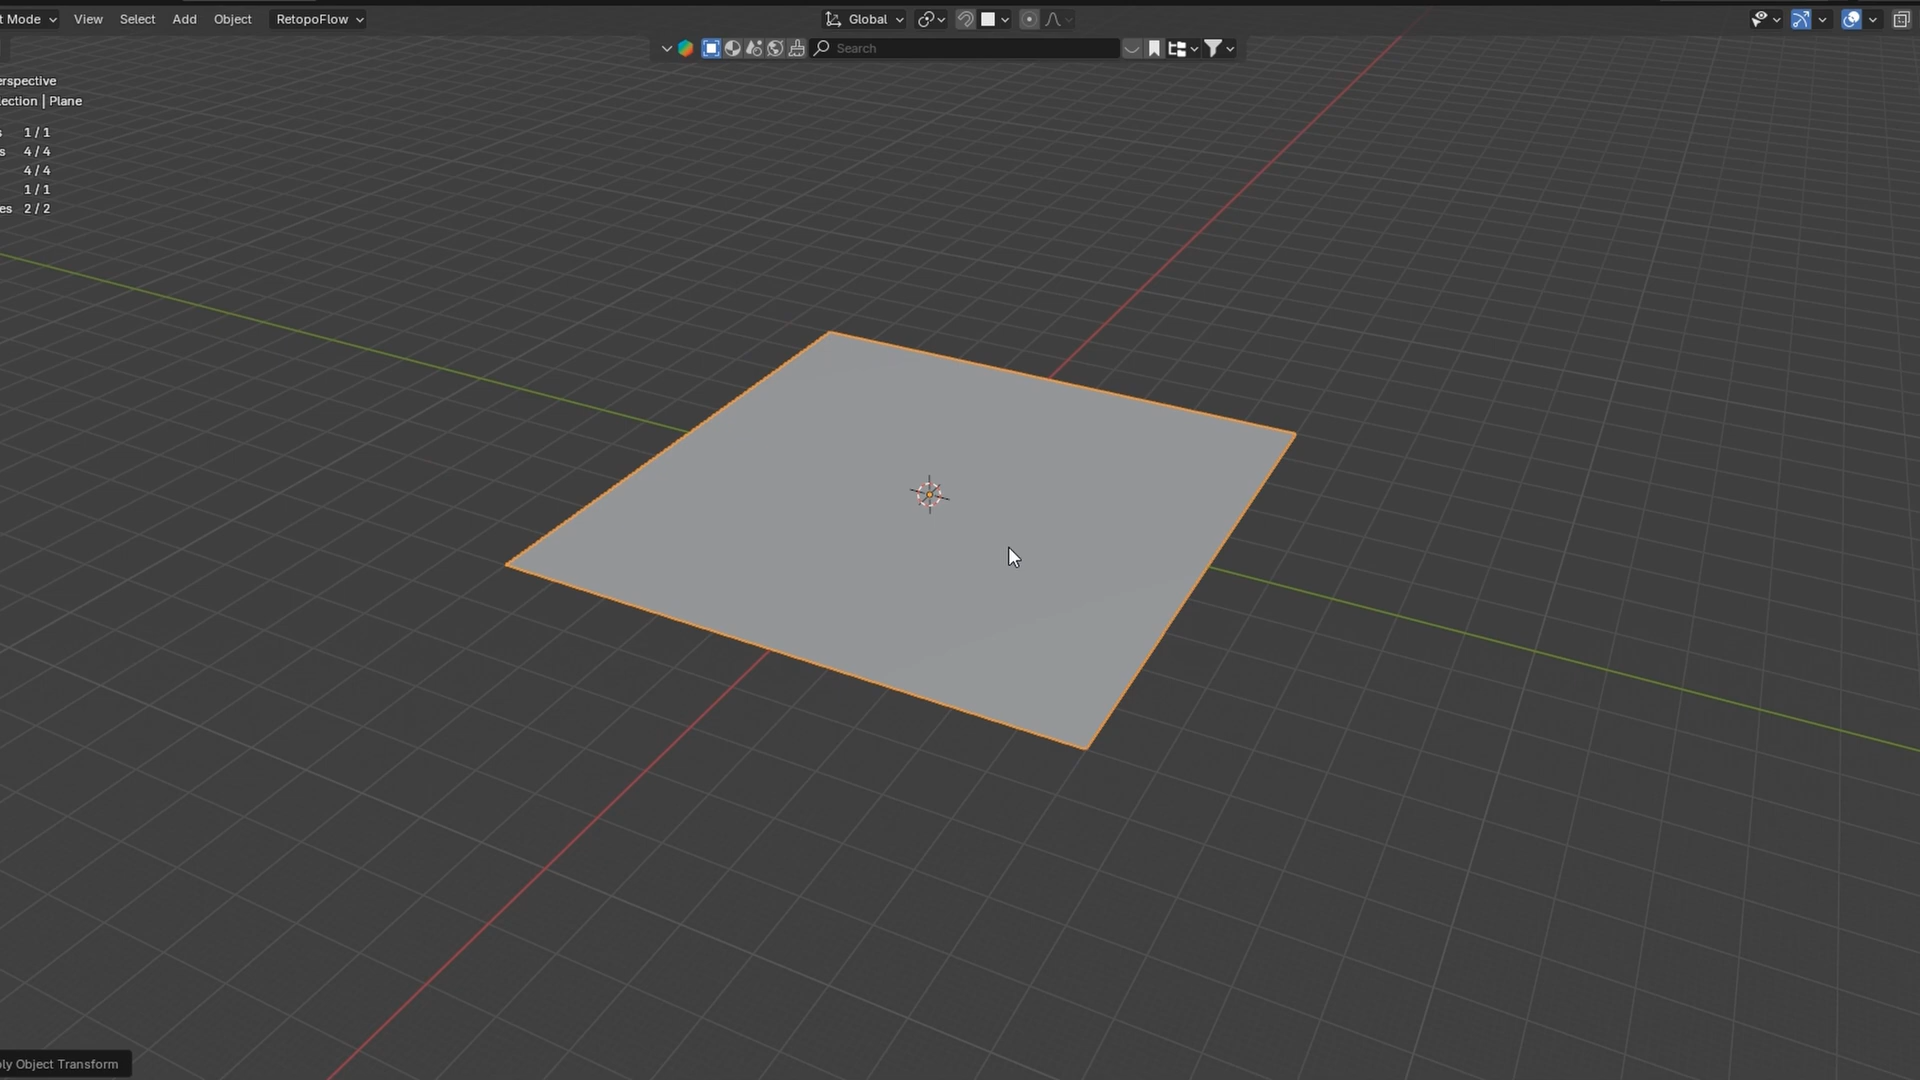 t Mode View Select Add Object RetopoFlow Global
Search
erspective
lection | Plane
s 1 / 1
s 4 / 4
4 / 4
1 / 1
es 2 / 2
ly Object Transform